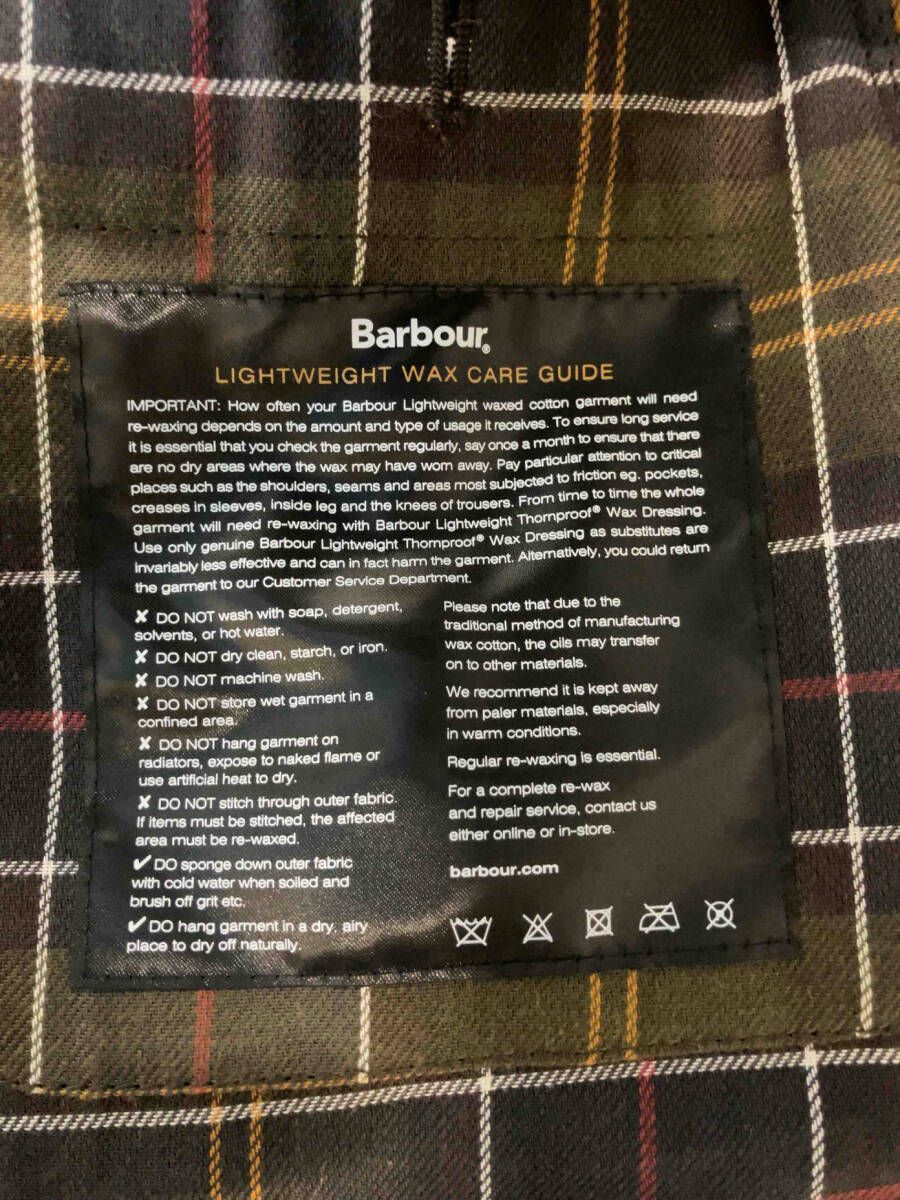 Barbour®
LIGHTWEIGHT WAX CARE GUIDE
IMPORTANT: How often your Barbour Lightweight waxed cotton garment will need
re-waxing depends on the amount and type of usage it receives. To ensure long service
it is essential that you check the garment regularly, say once a month to ensure that there
are no dry areas where the wax may have worn away. Pay particular attention to critical
places such as the shoulders, seams and areas most subjected to friction eg. pockets,
creases in sleeves, inside leg and the knees of trousers. From time to time the whole
garment will need re-waxing with Barbour Lightweight Thornproof® Wax Dressing.
Use only genuine Barbour Lightweight Thornproof® Wax Dressing as substitutes are
invariably less effective and can in fact harm the garment. Alternatively, you could return
the garment to our Customer Service Department.
✘ DO NOT wash with soap, detergent,
solvents, or hot water.
✘ DO NOT dry clean, starch, or iron.
✘ DO NOT machine wash.
✘ DO NOT store wet garment in a
confined area.
✘ DO NOT hang garment on
radiators, expose to naked flame or
use artificial heat to dry.
✘ DO NOT stitch through outer fabric.
If items must be stitched, the affected
area must be re-waxed.
✔ DO sponge down outer fabric
with cold water when soiled and
brush off grit etc.
✔ DO hang garment in a dry, airy
place to dry off naturally.
Please note that due to the
traditional method of manufacturing
wax cotton, the oils may transfer
on to other materials.
We recommend it is kept away
from paler materials, especially
in warm conditions.
Regular re-waxing is essential.
For a complete re-wax
and repair service, contact us
either online or in-store.
barbour.com